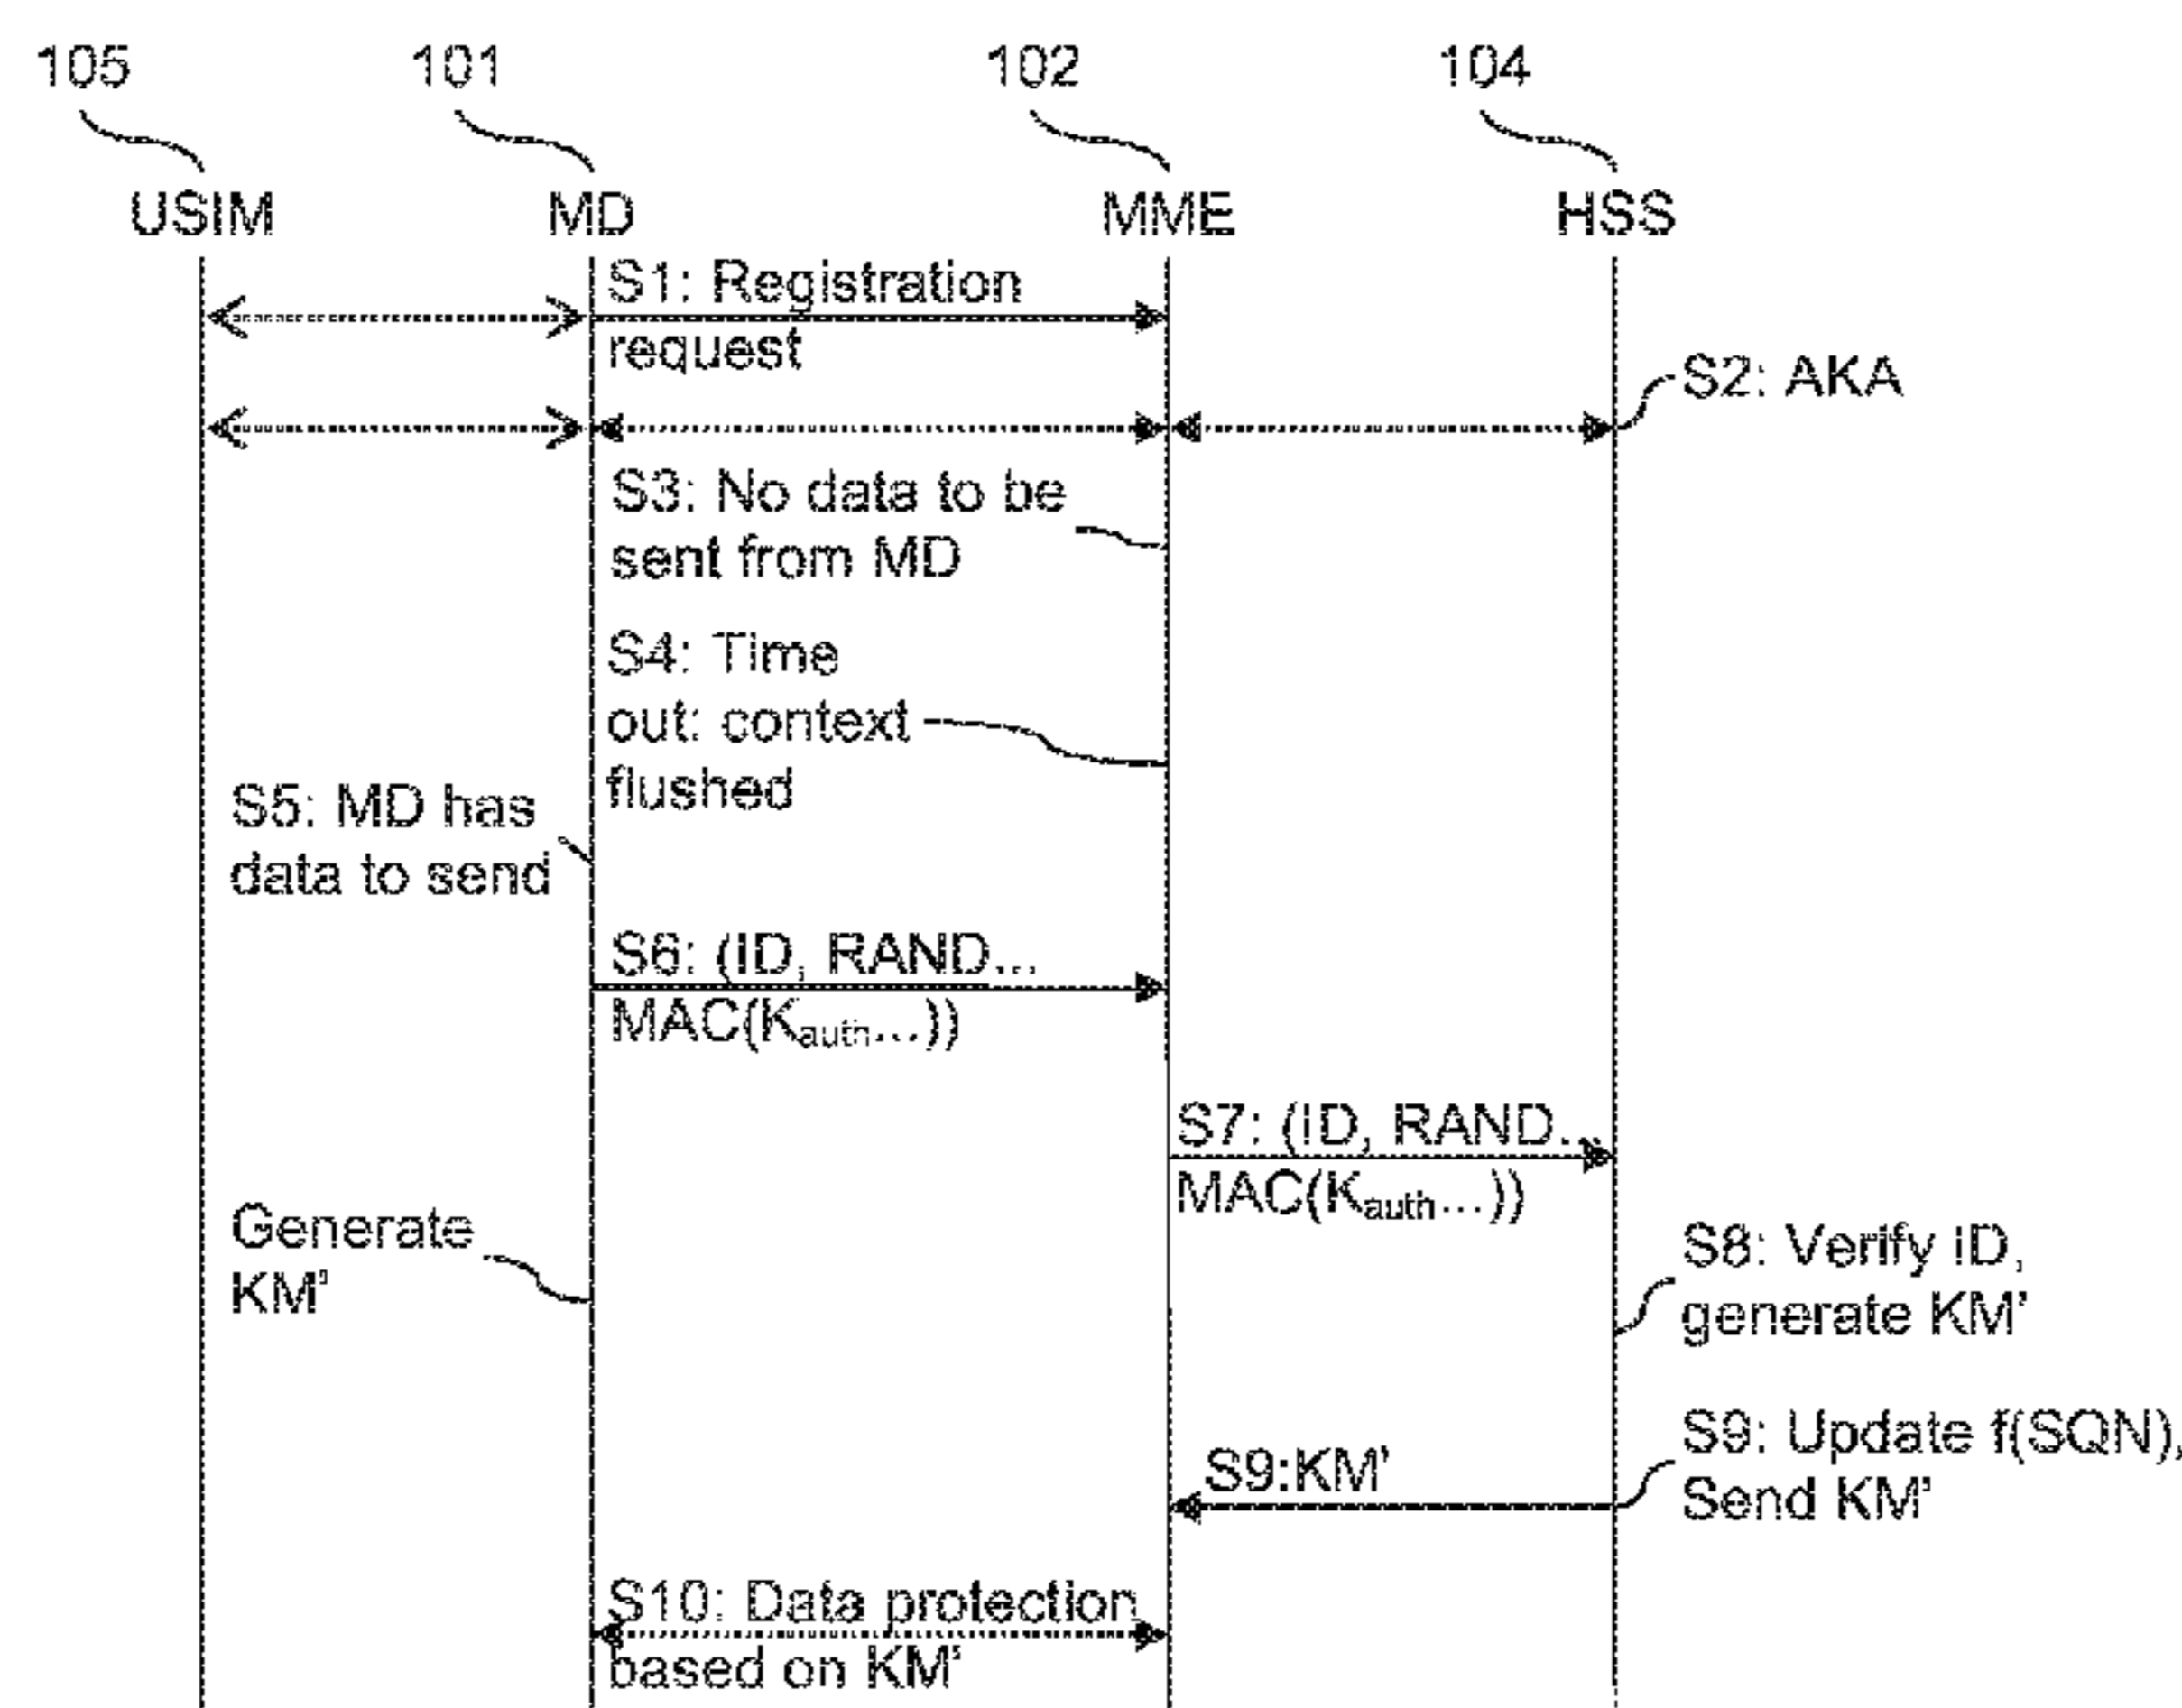 105 101 102 104
USIM MD MME HSS
S1: Registration
request
S2: AKA
S3: No data to be
sent from MD
S4: Time
out: context
flushed
S5: MD has
data to send
S6: (ID, RAND...
MAC(Kauth...))
S7: (ID, RAND...
MAC(Kauth...))
Generate
KM'
S8: Verify ID,
generate KM'
S9: Update f(SQN),
Send KM'
S9:KM'
S10: Data protection
based on KM'